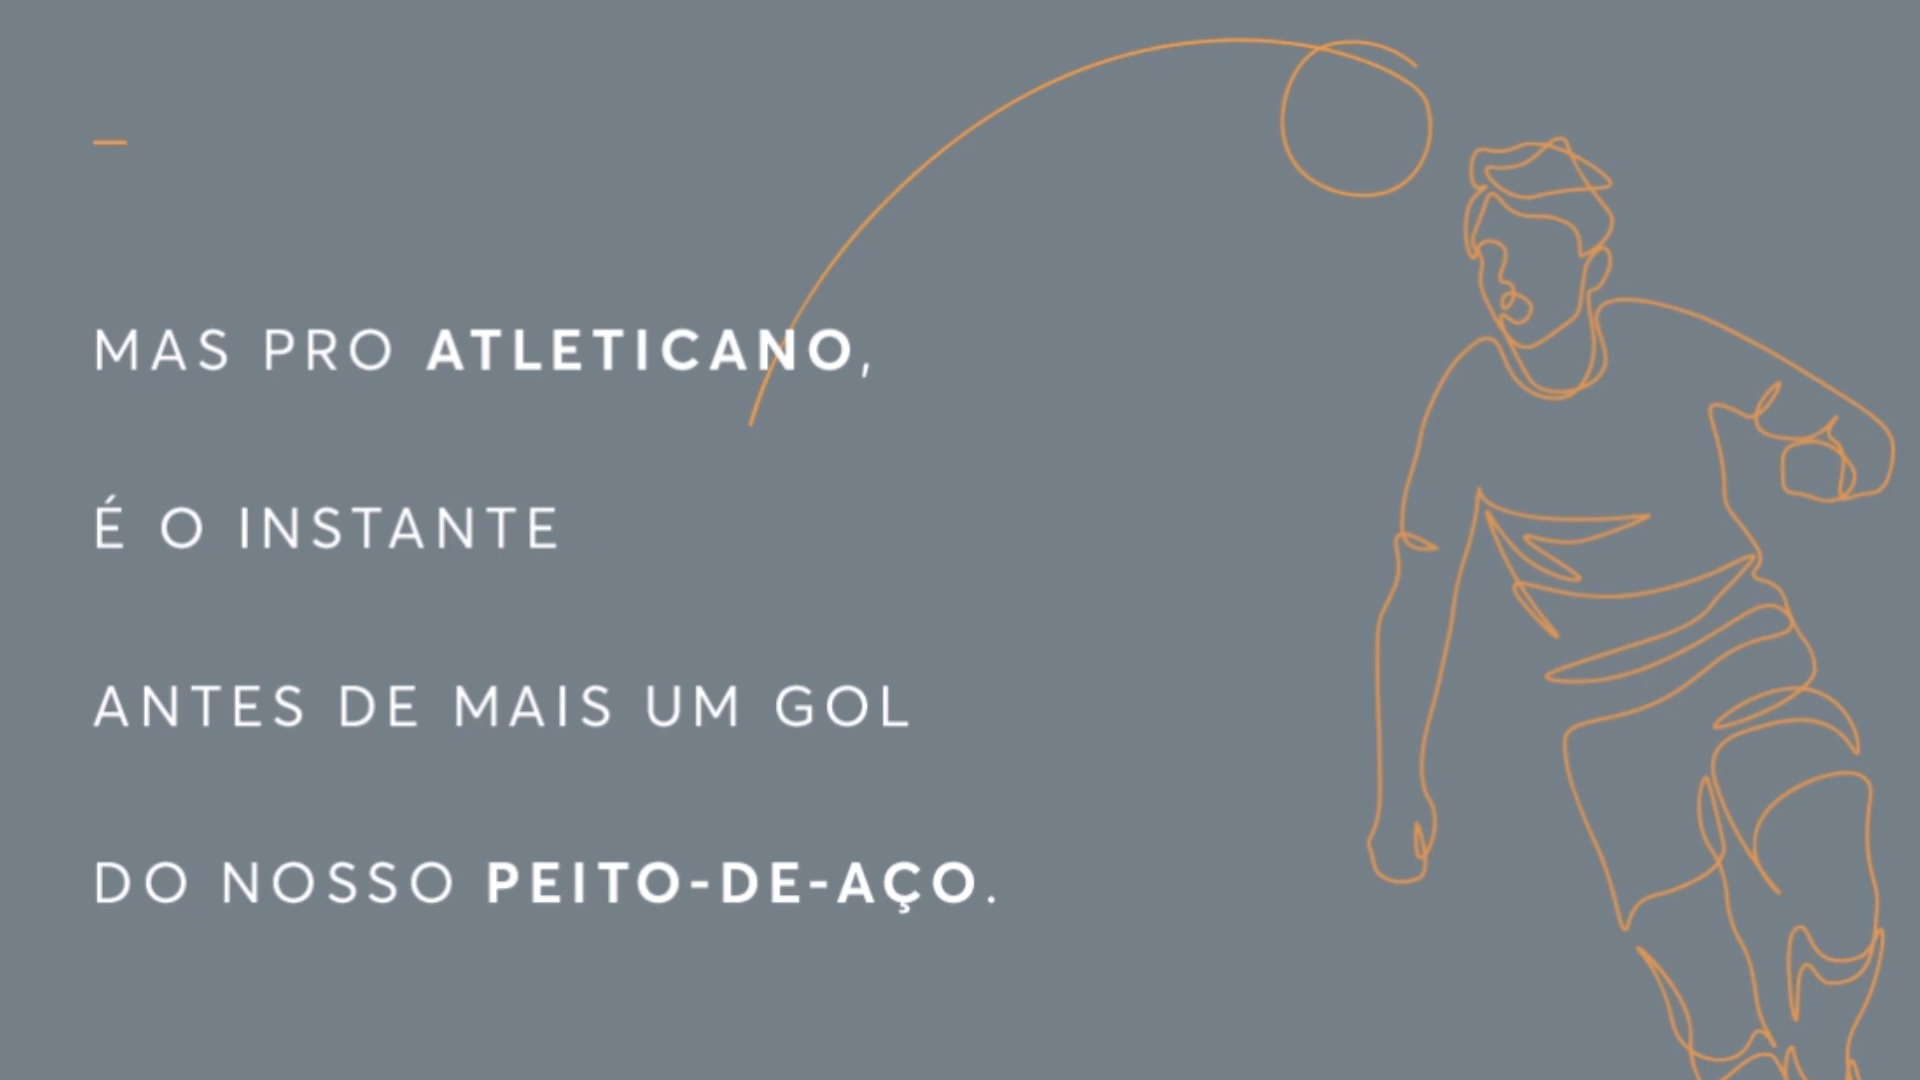 MAS PRO ATLETICANO,
É O INSTANTE
ANTES DE MAIS UM GOL
DO NOSSO PEITO-DE-AÇO.